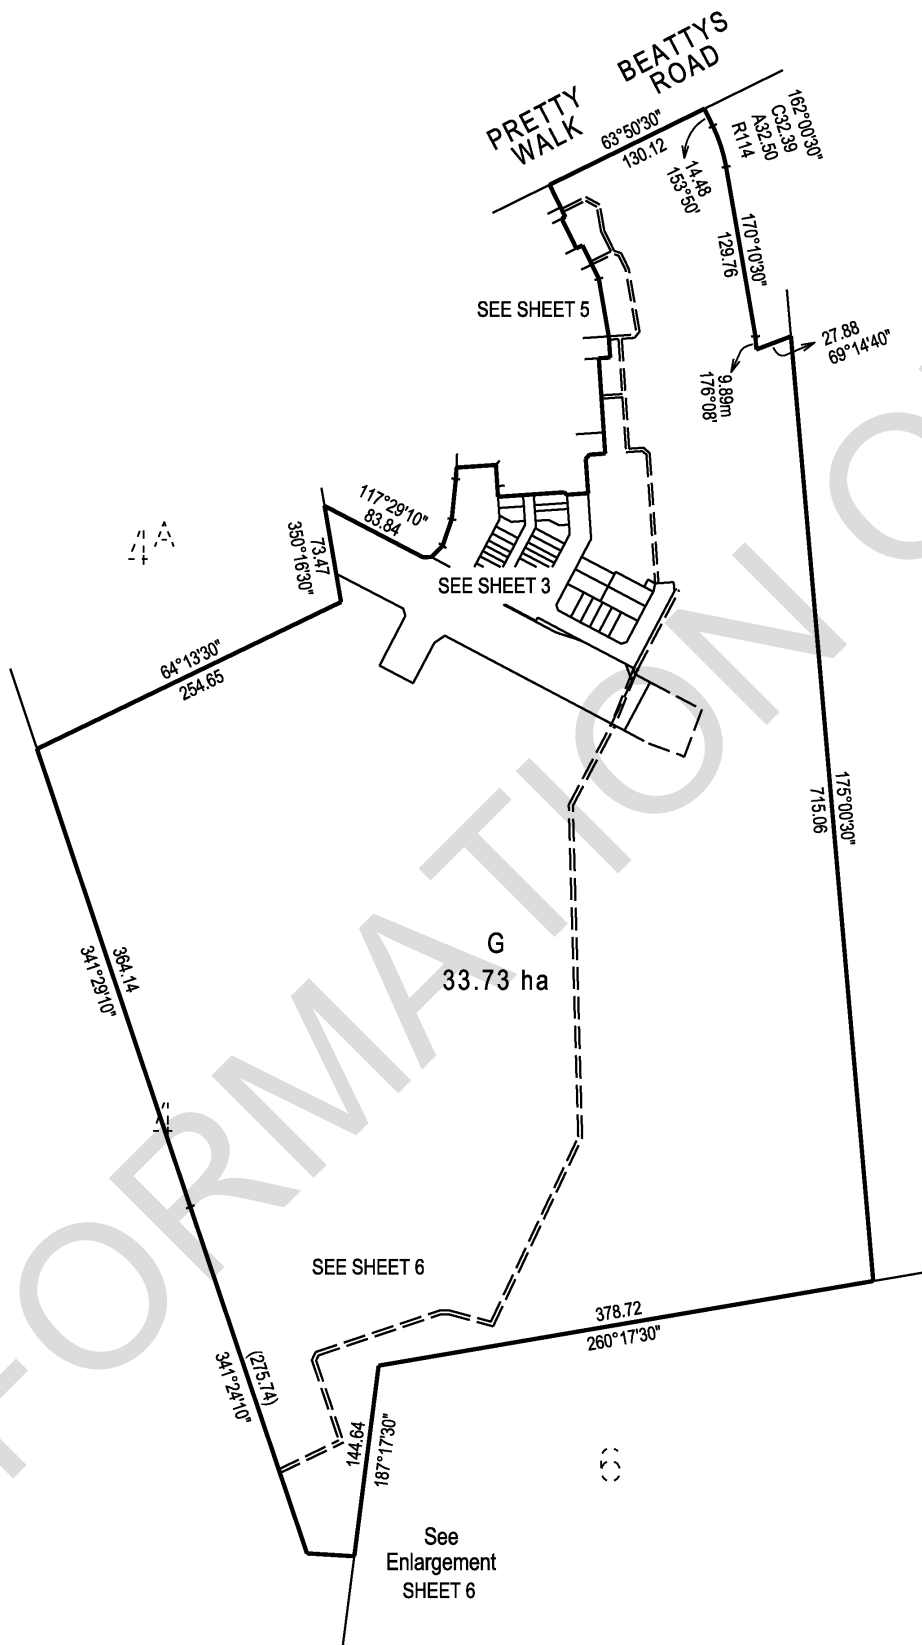 BEATTYS
ROAD
PRETTY
WALK
63°50'30"
130.12
162°00'30"
C32.39
A32.50
R114
14.48
153°50'
170°10'30"
129.76
SEE SHEET 5
27.88
69°14'40"
9.89m
176°08'
117°29'10"
83.84
4A
73.47
350°16'30"
SEE SHEET 3
64°13'30"
254.65
175°00'30"
715.06
G
33.73 ha
364.14
341°29'10"
4
SEE SHEET 6
378.72
260°17'30"
(275.74)
341°24'10"
144.64
187°17'30"
6
See
Enlargement
SHEET 6
FORMATION O